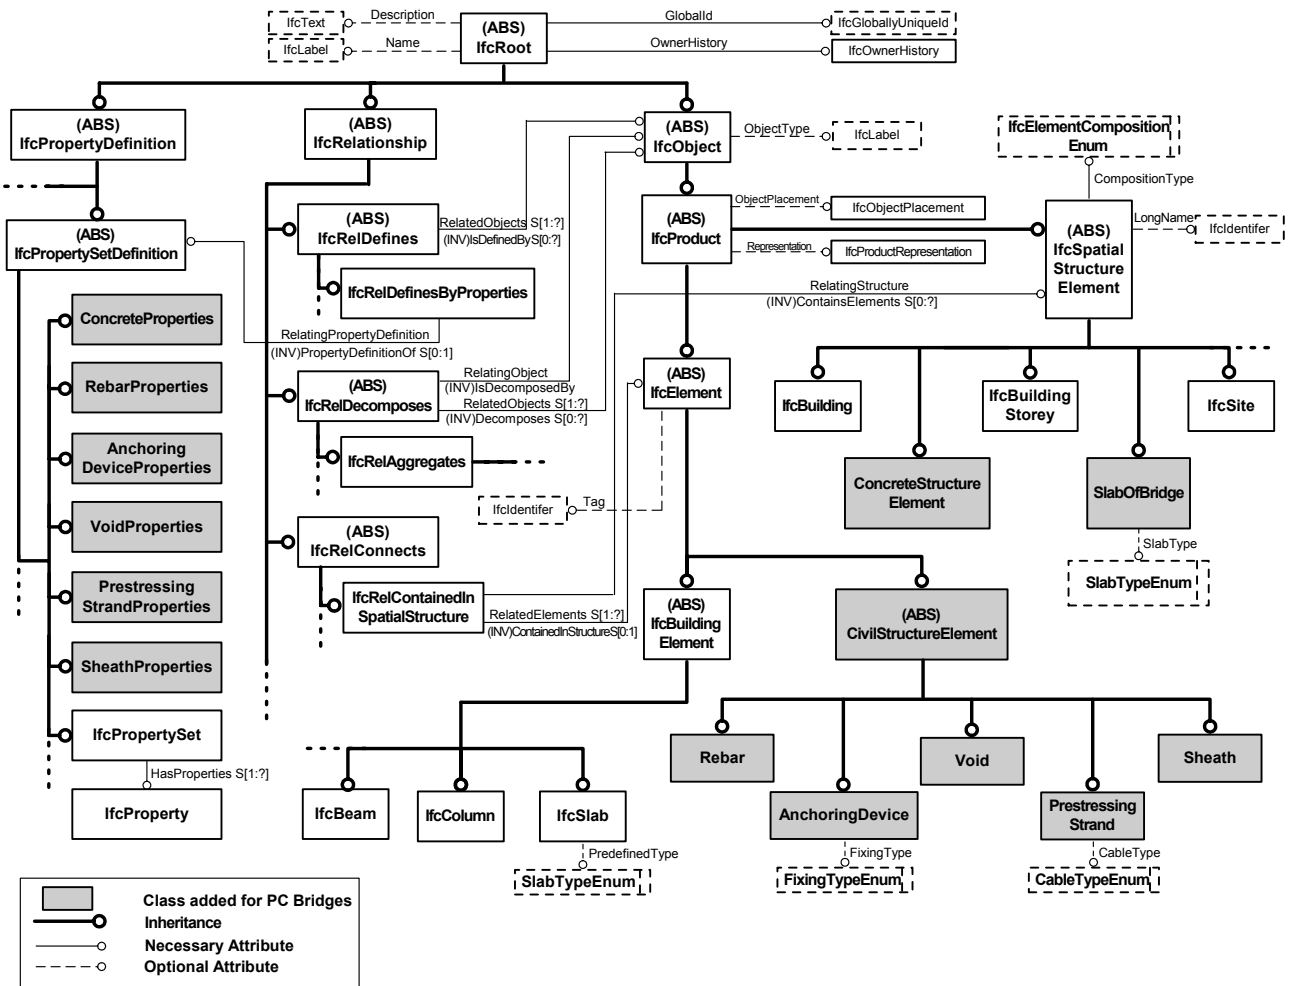 IfcText
Description
(ABS)
IfcRoot
GlobalId
IfcGloballyUniqueId
IfcLabel
Name
OwnerHistory
IfcOwnerHistory
(ABS)
IfcPropertyDefinition
(ABS)
IfcRelationship
(ABS)
IfcObject
ObjectType
IfcLabel
IfcElementComposition
Enum
CompositionType
(ABS)
IfcPropertySetDefinition
(ABS)
IfcRelDefines
RelatedObjects S[1:?]
(INV)IsDefinedByS[0:?]
(ABS)
IfcProduct
ObjectPlacement
IfcObjectPlacement
Representation
IfcProductRepresentation
(ABS)
IfcSpatial
Structure
Element
LongName
IfcIdentifer
IfcRelDefinesByProperties
RelatingStructure
(INV)ContainsElements S[0:?]
ConcreteProperties
RelatingPropertyDefinition
(INV)PropertyDefinitionOf S[0:1]
RebarProperties
(ABS)
IfcRelDecomposes
RelatingObject
(INV)IsDecomposedBy
RelatedObjects S[1:?]
(INV)Decomposes S[0:?]
(ABS)
IfcElement
IfcBuilding
IfcBuilding
Storey
IfcSite
Anchoring
DeviceProperties
IfcRelAggregates
ConcreteStructure
Element
SlabOfBridge
IfcIdentifer
Tag
VoidProperties
(ABS)
IfcRelConnects
SlabType
SlabTypeEnum
Prestressing
StrandProperties
IfcRelContainedIn
SpatialStructure
RelatedElements S[1:?]
(INV)ContainedInStructureS[0:1]
(ABS)
IfcBuilding
Element
(ABS)
CivilStructureElement
SheathProperties
IfcPropertySet
Rebar
Void
Sheath
HasProperties S[1:?]
IfcProperty
IfcBeam
IfcColumn
IfcSlab
AnchoringDevice
Prestressing
Strand
PredefinedType
SlabTypeEnum
FixingType
FixingTypeEnum
CableType
CableTypeEnum
Class added for PC Bridges
Inheritance
Necessary Attribute
Optional Attribute